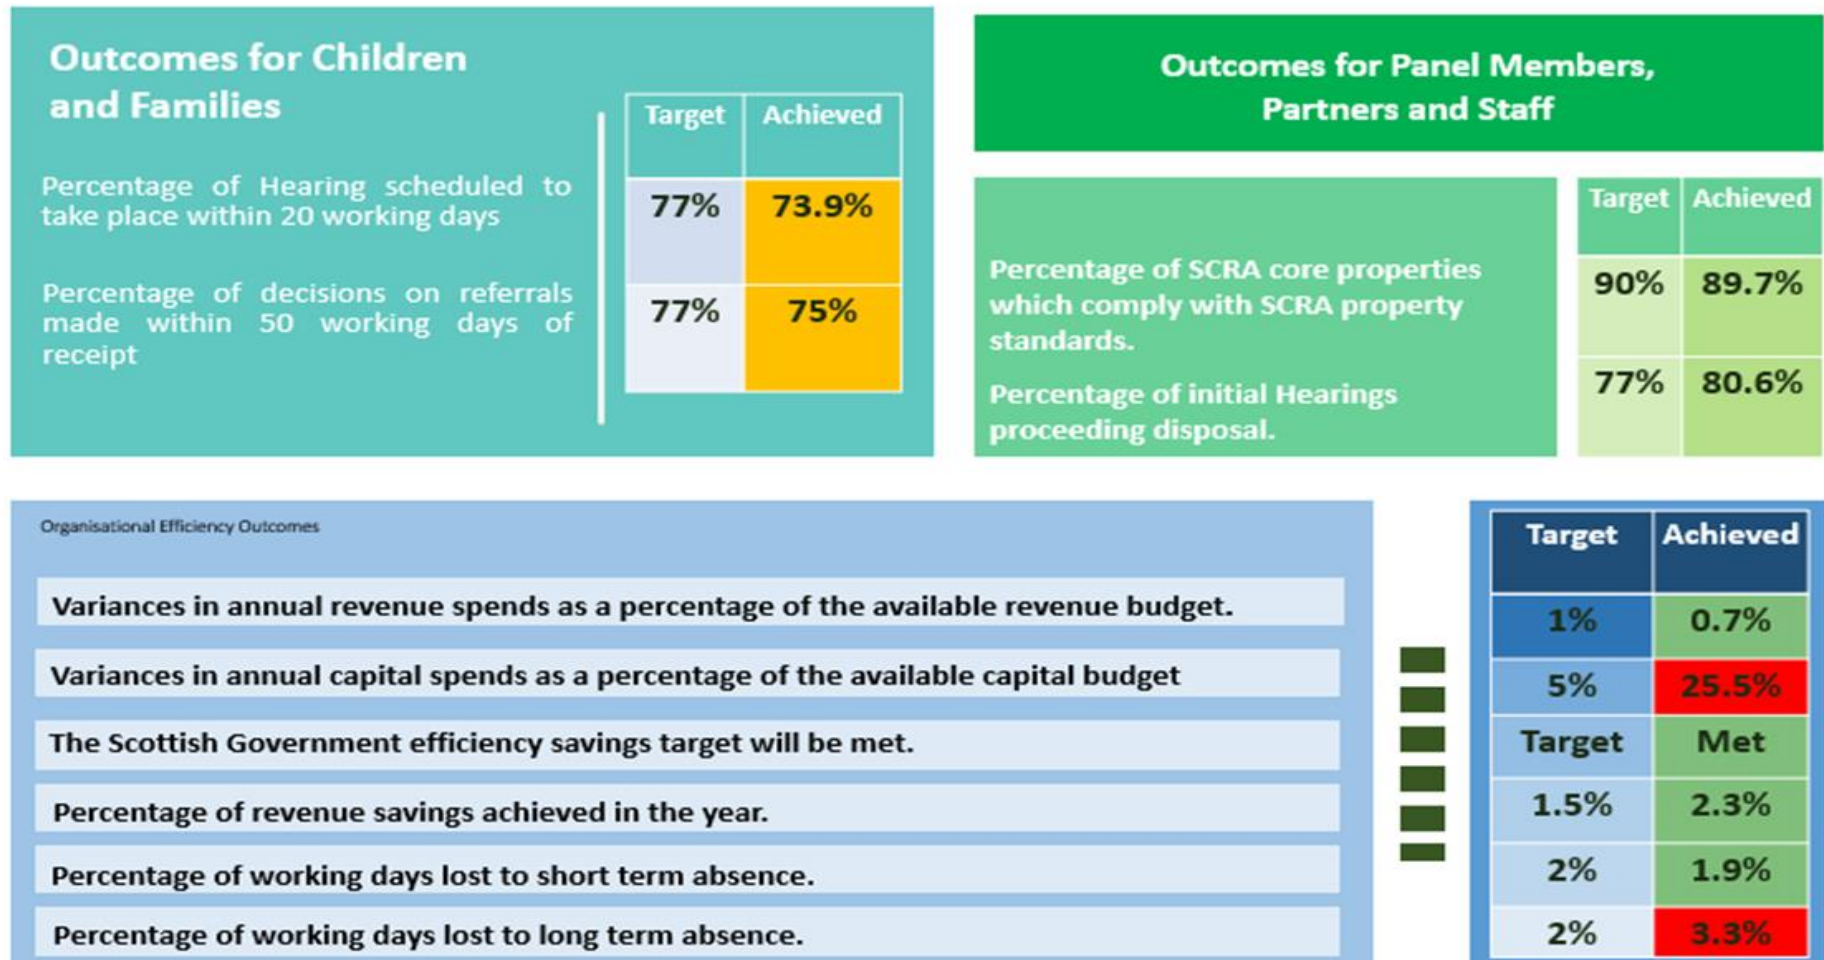 Outcomes for Children
and Families
Target Achieved
Percentage of Hearing scheduled to
take place within 20 working days
77% 73.9%
Percentage of decisions on referrals
made within 50 working days of
receipt
77% 75%
Outcomes for Panel Members,
Partners and Staff
Target Achieved
Percentage of SCRA core properties
which comply with SCRA property
standards.
90% 89.7%
Percentage of initial Hearings
proceeding disposal.
77% 80.6%
Organisational Efficiency Outcomes
Target Achieved
Variances in annual revenue spends as a percentage of the available revenue budget.
1% 0.7%
Variances in annual capital spends as a percentage of the available capital budget
5% 25.5%
The Scottish Government efficiency savings target will be met.
Target Met
Percentage of revenue savings achieved in the year.
1.5% 2.3%
Percentage of working days lost to short term absence.
2% 1.9%
Percentage of working days lost to long term absence.
2% 3.3%